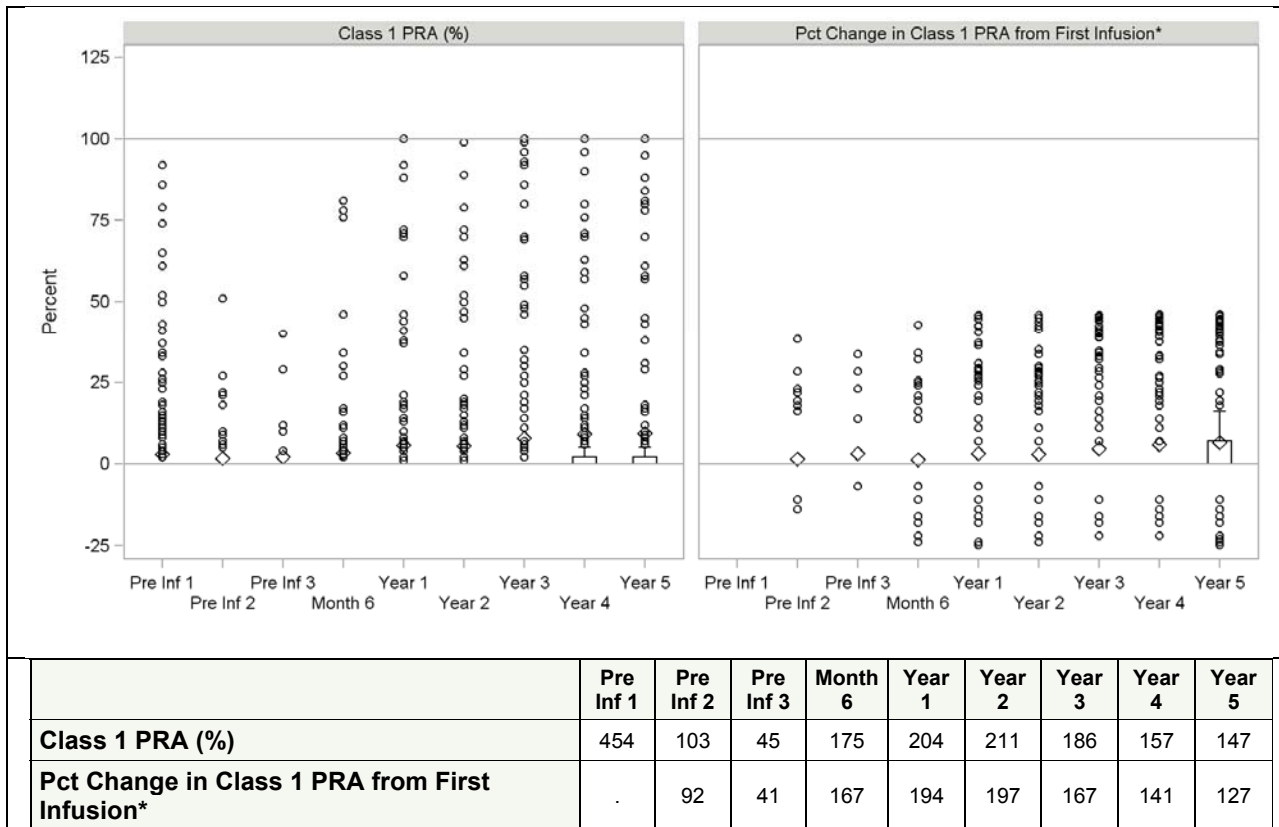 Class 1 PRA (%)
Pct Change in Class 1 PRA from First Infusion*
125
100
75
50
25
0
-25
Percent
Pre Inf 1
Pre Inf 2
Pre Inf 3
Month 6
Year 1
Year 2
Year 3
Year 4
Year 5
Pre Inf 1
Pre Inf 2
Pre Inf 3
Month 6
Year 1
Year 2
Year 3
Year 4
Year 5
Pre Inf 1 Pre Inf 2 Pre Inf 3 Month 6 Year 1 Year 2 Year 3 Year 4 Year 5
Class 1 PRA (%) 454 103 45 175 204 211 186 157 147
Pct Change in Class 1 PRA from First
Infusion* . 92 41 167 194 197 167 141 127